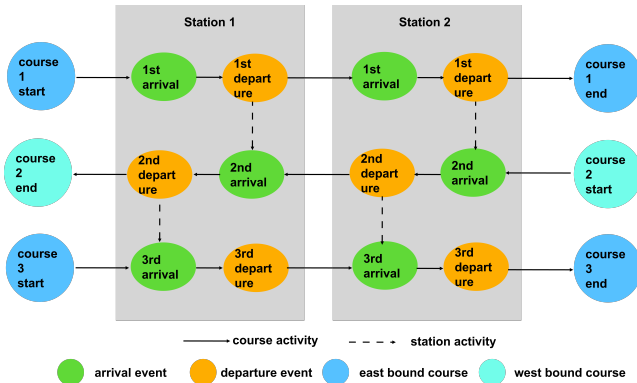 Station 1
Station 2
course
1
start
1st
arrival
1st
depart
ure
1st
arrival
1st
depart
ure
course
1
end
course
2
end
2nd
depart
ure
2nd
arrival
2nd
depart
ure
2nd
arrival
course
2
start
course
3
start
3rd
arrival
3rd
depart
ure
3rd
arrival
3rd
depart
ure
course
3
end
course activity
station activity
arrival event
departure event
east bound course
west bound course